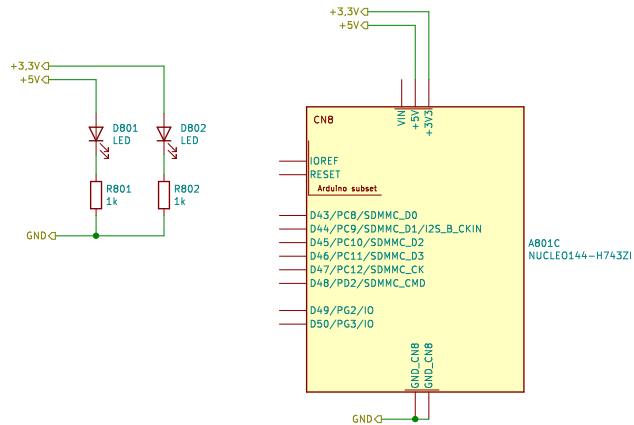 +3,3V
+5V
+3,3V
+5V
D801
LED
D802
LED
R801
1k
R802
1k
GND
CN8
VIN
+5V
+3V3
IOREF
RESET
Arduino subset
D43/PC8/SDMMC_D0
D44/PC9/SDMMC_D1/I2S_B_CKIN
D45/PC10/SDMMC_D2
D46/PC11/SDMMC_D3
D47/PC12/SDMMC_CK
D48/PD2/SDMMC_CMD
D49/PG2/IO
D50/PG3/IO
A801C
NUCLEO144-H743ZI
GND_CN8
GND_CN8
GND